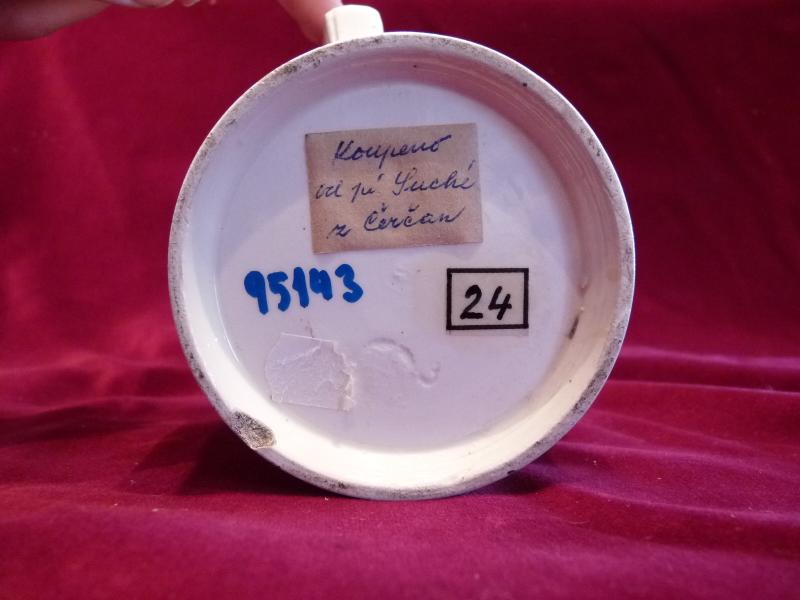 Koupeno
od pí Suché
z Čerčan
95143
24